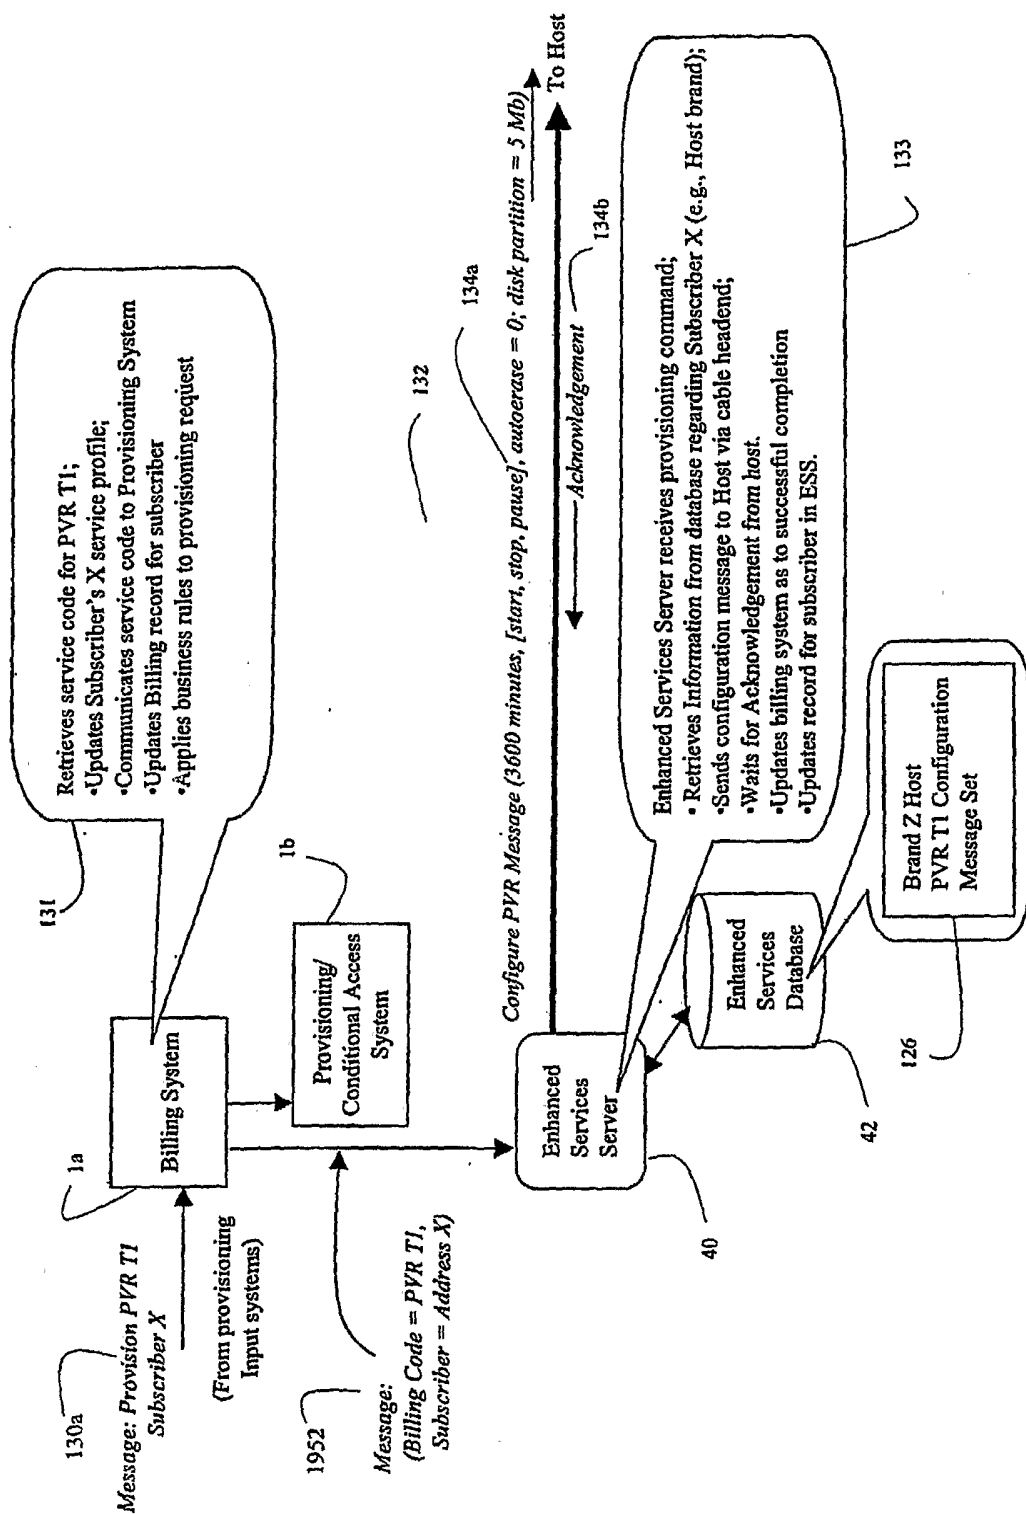 130a
Message: Provision PVR T1
Subscriber X
(From provisioning
Input systems)
1a
Billing System
131
Retrieves service code for PVR T1;
•Updates Subscriber's X service profile;
•Communicates service code to Provisioning System
•Updates Billing record for subscriber
•Applies business rules to provisioning request
1952
Message:
(Billing Code = PVR T1,
Subscriber = Address X)
Provisioning/
Conditional Access
System
1b
132
134a
Configure PVR Message (3600 minutes, [start, stop, pause], autoerase = 0; disk partition = 5 Mb)
To Host
Acknowledgement
134b
Enhanced
Services
Server
40
Enhanced Services Server receives provisioning command;
• Retrieves Information from database regarding Subscriber X (e.g., Host brand);
•Sends configuration message to Host via cable headend;
•Waits for Acknowledgement from host.
•Updates billing system as to successful completion
•Updates record for subscriber in ESS.
133
Enhanced
Services
Database
42
Brand Z Host
PVR T1 Configuration
Message Set
126